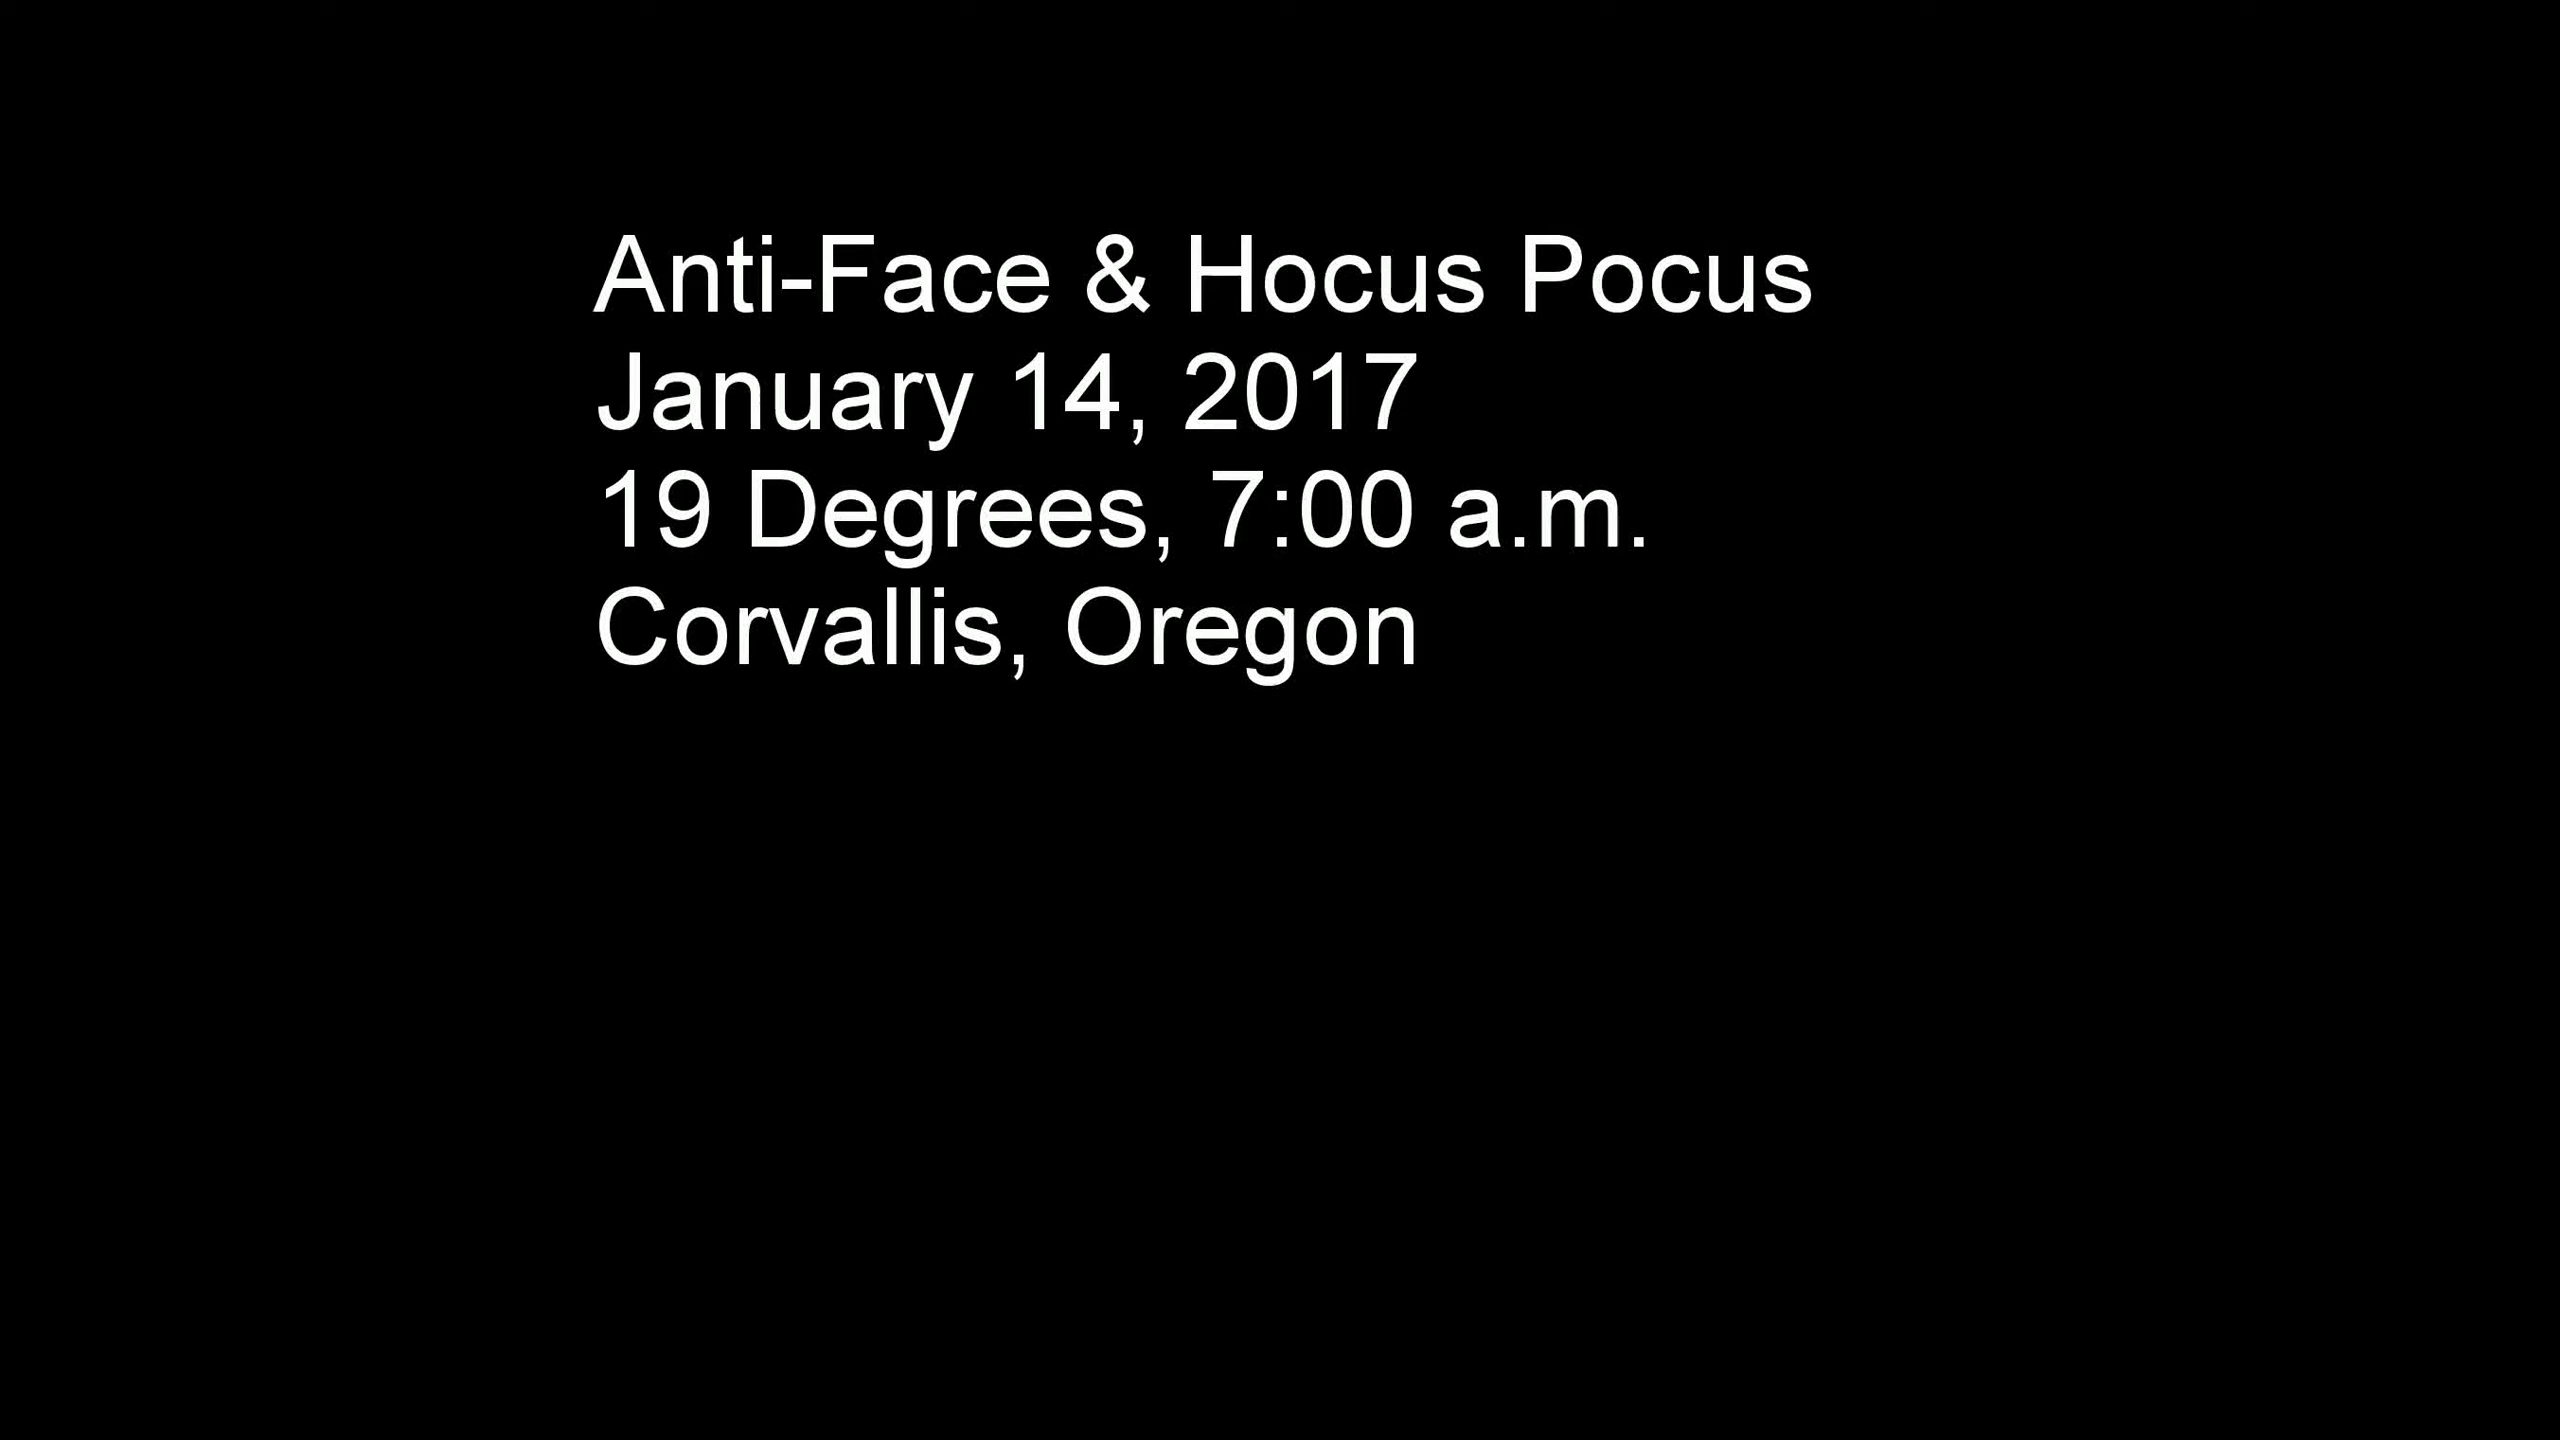 Anti-Face & Hocus Pocus
January 14, 2017
19 Degrees, 7:00 a.m.
Corvallis, Oregon